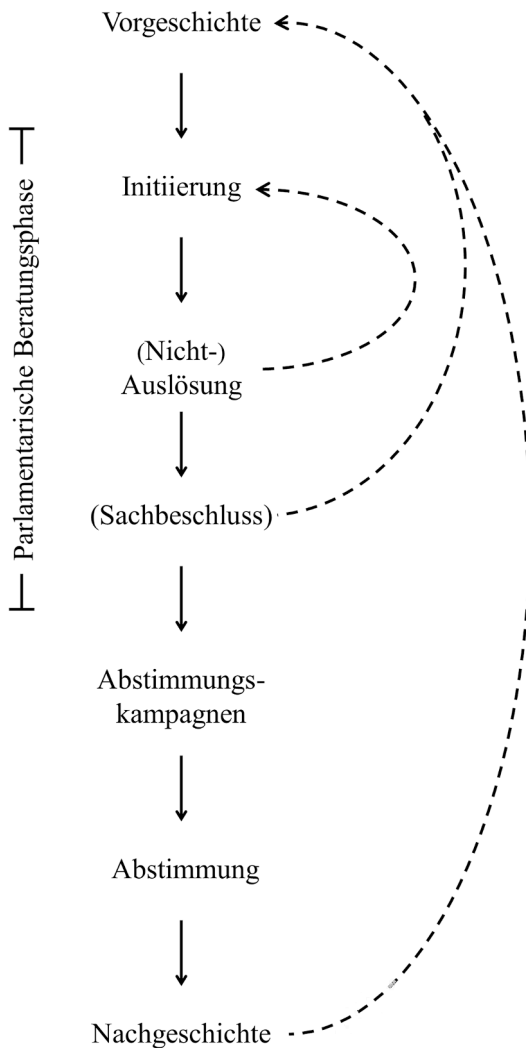 Vorgeschichte
Parlamentarische Beratungsphase
Initiierung
(Nicht-)
Auslösung
(Sachbeschluss)
Abstimmungs-
kampagnen
Abstimmung
Nachgeschichte